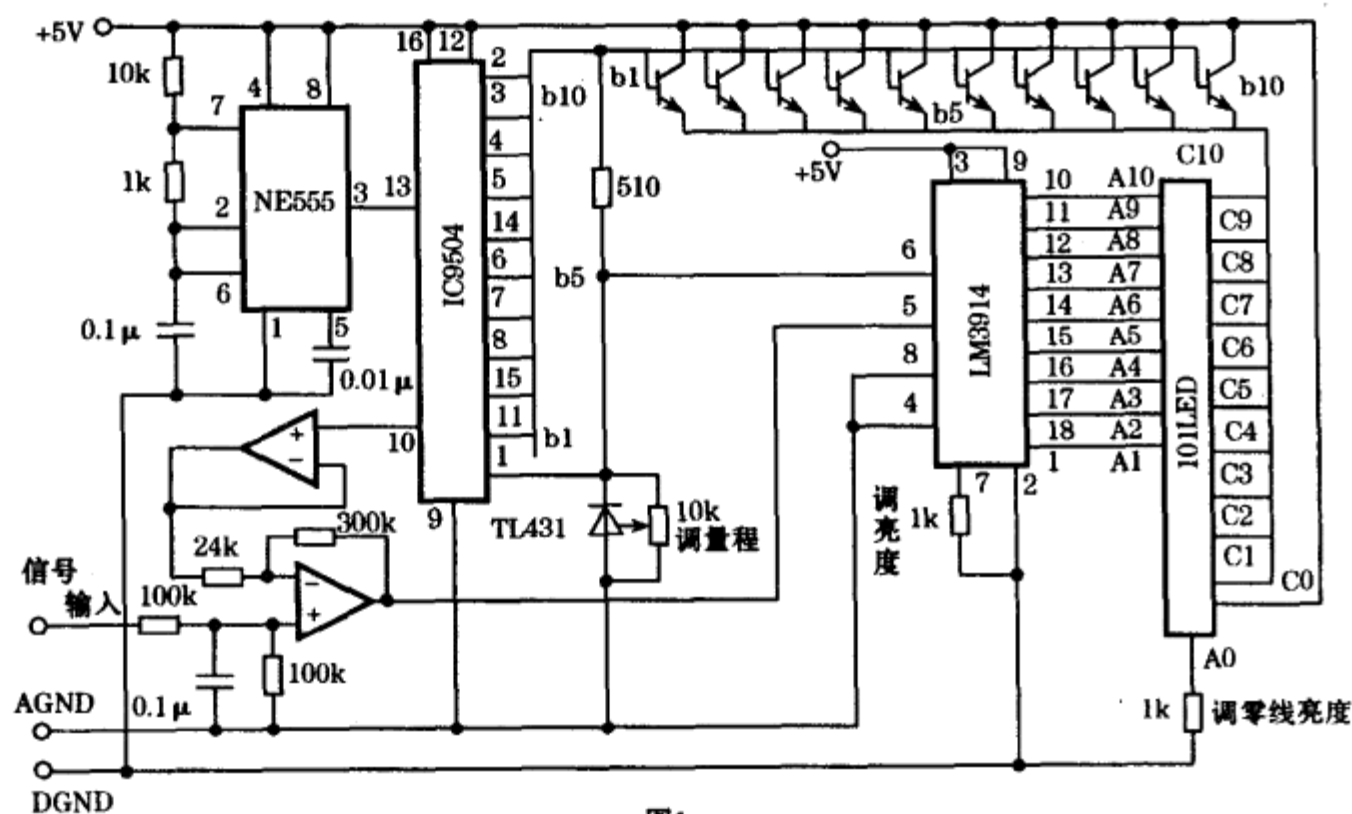 +5V
10k
7
4
8
1k
2
NE555
3
13
6
0.1μ
1
5
0.01μ
16
12
2
3
b10
4
5
14
6
b5
7
8
15
11
b1
1
IC9504
10
9
510
b1
b5
b10
+5V
3
9
C10
6
5
8
4
LM3914
10
A10
11
A9
12
A8
13
A7
14
A6
15
A5
16
A4
17
A3
18
A2
1
A1
7
2
101LED
C9
C8
C7
C6
C5
C4
C3
C2
C1
C0
A0
TL431
10k
调量程
调亮度
1k
1k
调零线亮度
300k
24k
+
−
−
+
信号
输入
100k
100k
0.1μ
AGND
DGND